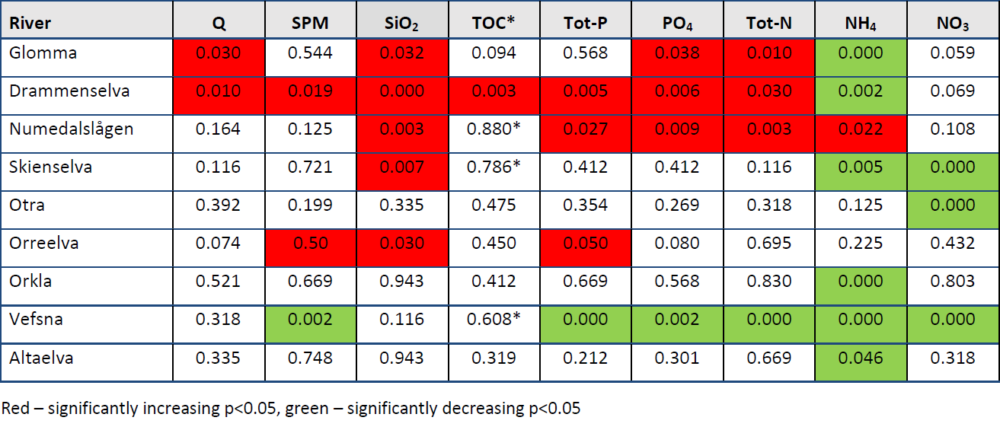 River Q SPM SiO₂ TOC* Tot-P PO₄ Tot-N NH₄ NO₃
Glomma 0.030 0.544 0.032 0.094 0.568 0.038 0.010 0.000 0.059
Drammenselva 0.010 0.019 0.000 0.003 0.005 0.006 0.030 0.002 0.069
Numedalslågen 0.164 0.125 0.003 0.880* 0.027 0.009 0.003 0.022 0.108
Skienselva 0.116 0.721 0.007 0.786* 0.412 0.412 0.116 0.005 0.000
Otra 0.392 0.199 0.335 0.475 0.354 0.269 0.318 0.125 0.000
Orreelva 0.074 0.50 0.030 0.450 0.050 0.080 0.695 0.225 0.432
Orkla 0.521 0.669 0.943 0.412 0.669 0.568 0.830 0.000 0.803
Vefsna 0.318 0.002 0.116 0.608* 0.000 0.002 0.000 0.000 0.000
Altaelva 0.335 0.748 0.943 0.319 0.212 0.301 0.669 0.046 0.318
Red – significantly increasing p<0.05, green – significantly decreasing p<0.05